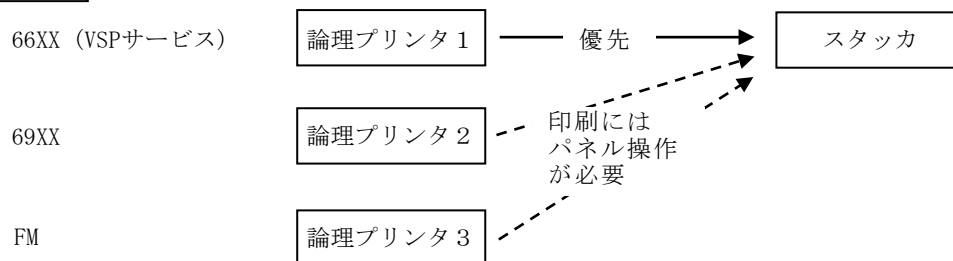 66XX（VSPサービス）
論理プリンタ１
優先
スタッカ
69XX
論理プリンタ２
印刷には
パネル操作
が必要
FM
論理プリンタ３